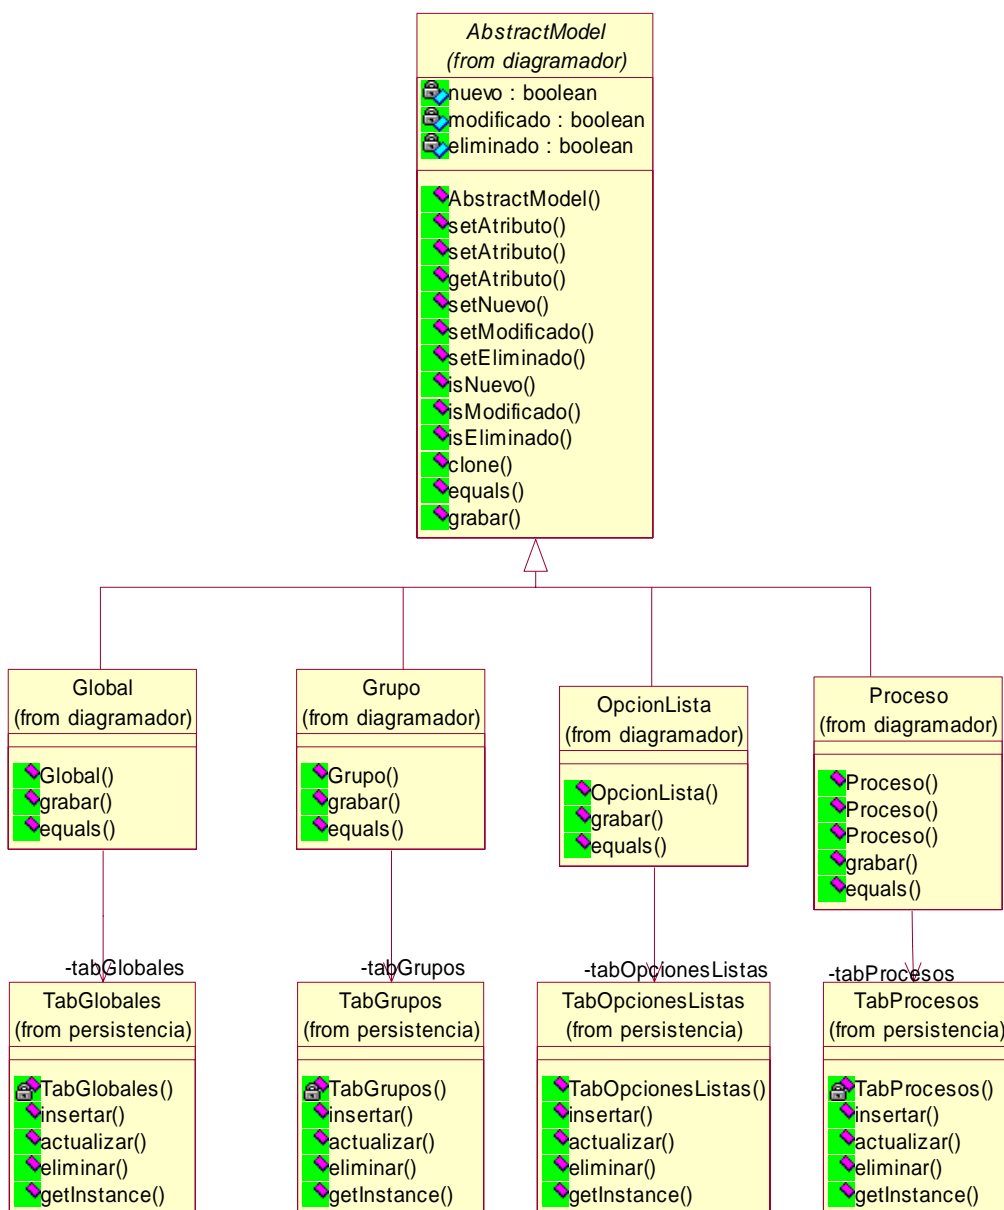 AbstractModel
(from diagramador)
nuevo : boolean
modificado : boolean
eliminado : boolean
AbstractModel()
setAtributo()
setAtributo()
getAtributo()
setNuevo()
setModificado()
setEliminado()
isNuevo()
isModificado()
isEliminado()
clone()
equals()
grabar()
Global
(from diagramador)
Global()
grabar()
equals()
Grupo
(from diagramador)
Grupo()
grabar()
equals()
OpcionLista
(from diagramador)
OpcionLista()
grabar()
equals()
Proceso
(from diagramador)
Proceso()
Proceso()
Proceso()
grabar()
equals()
-tabGlobales
TabGlobales
(from persistencia)
TabGlobales()
insertar()
actualizar()
eliminar()
getInstance()
-tabGrupos
TabGrupos
(from persistencia)
TabGrupos()
insertar()
actualizar()
eliminar()
getInstance()
-tabOpcionesListas
TabOpcionesListas
(from persistencia)
TabOpcionesListas()
insertar()
actualizar()
eliminar()
getInstance()
-tabProcesos
TabProcesos
(from persistencia)
TabProcesos()
insertar()
actualizar()
eliminar()
getInstance()